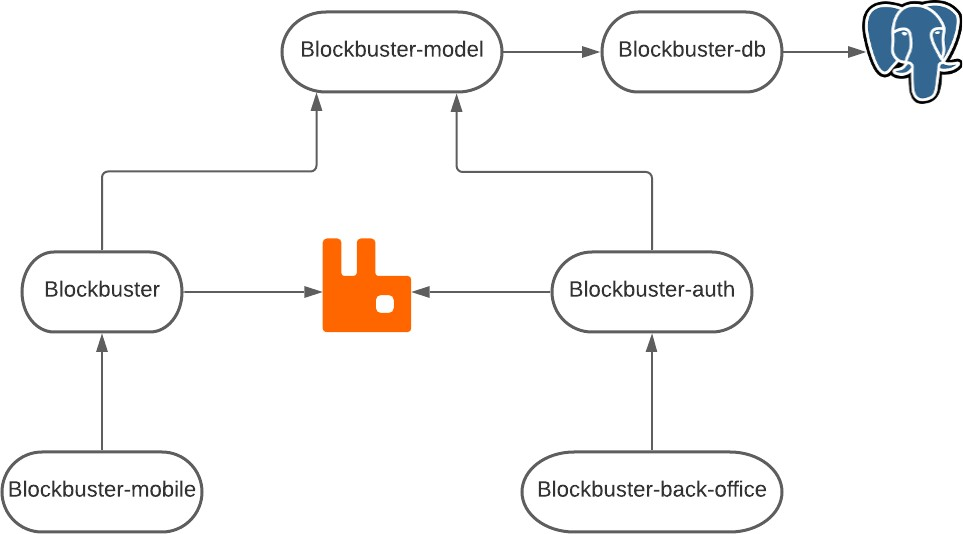 Blockbuster-model
Blockbuster-db
Blockbuster
Blockbuster-auth
Blockbuster-mobile
Blockbuster-back-office